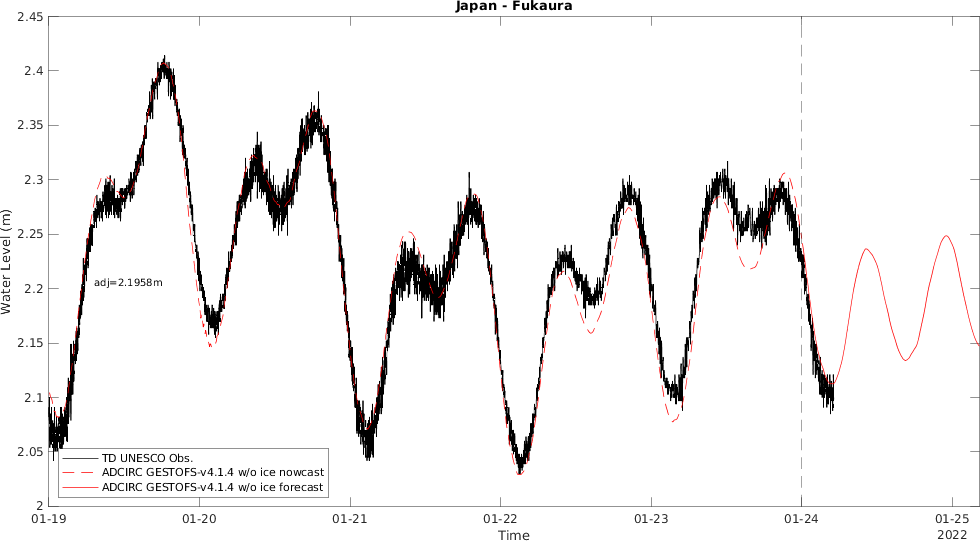 Japan - Fukaura
2.45
2.4
2.35
2.3
2.25
2.2
2.15
2.1
2.05
2
Water Level (m)
adj=2.1958m
TD UNESCO Obs.
ADCIRC GESTOFS-v4.1.4 w/o ice nowcast
ADCIRC GESTOFS-v4.1.4 w/o ice forecast
01-19 01-20 01-21 01-22 01-23 01-24 01-25
Time
2022